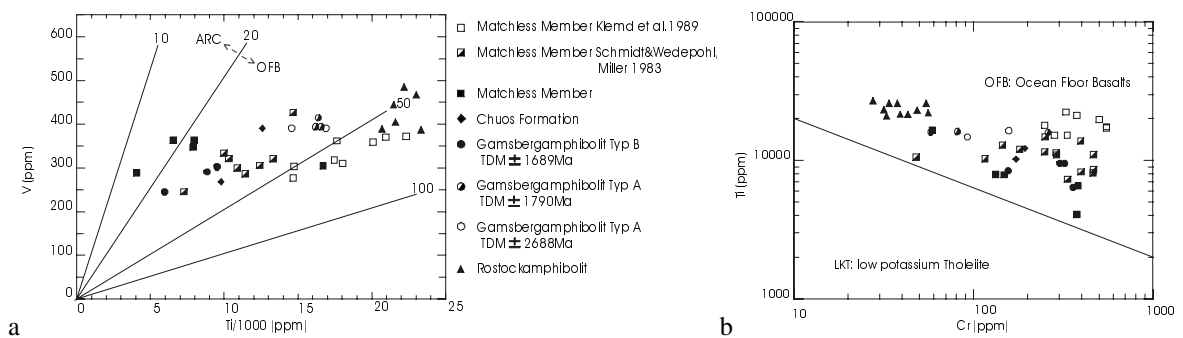 600
500
400
300
200
100
0
V (ppm)
10
ARC
20
OFB
50
100
0
5
10
15
20
25
Ti/1000 |ppm|
a
Matchless Member Klemd et al.1989
Matchless Member Schmidt&Wedepohl,
Miller 1983
Matchless Member
Chuos Formation
Gamsbergamphibolit Typ B
TDM ± 1689Ma
Gamsbergamphibolit Typ A
TDM ± 1790Ma
Gamsbergamphibolit Typ A
TDM ± 2688Ma
Rostockamphibolit
100000
10000
1000
Ti (ppm)
OFB: Ocean Floor Basalts
LKT: low potassium Tholeiite
10
100
1000
Cr |ppm|
b